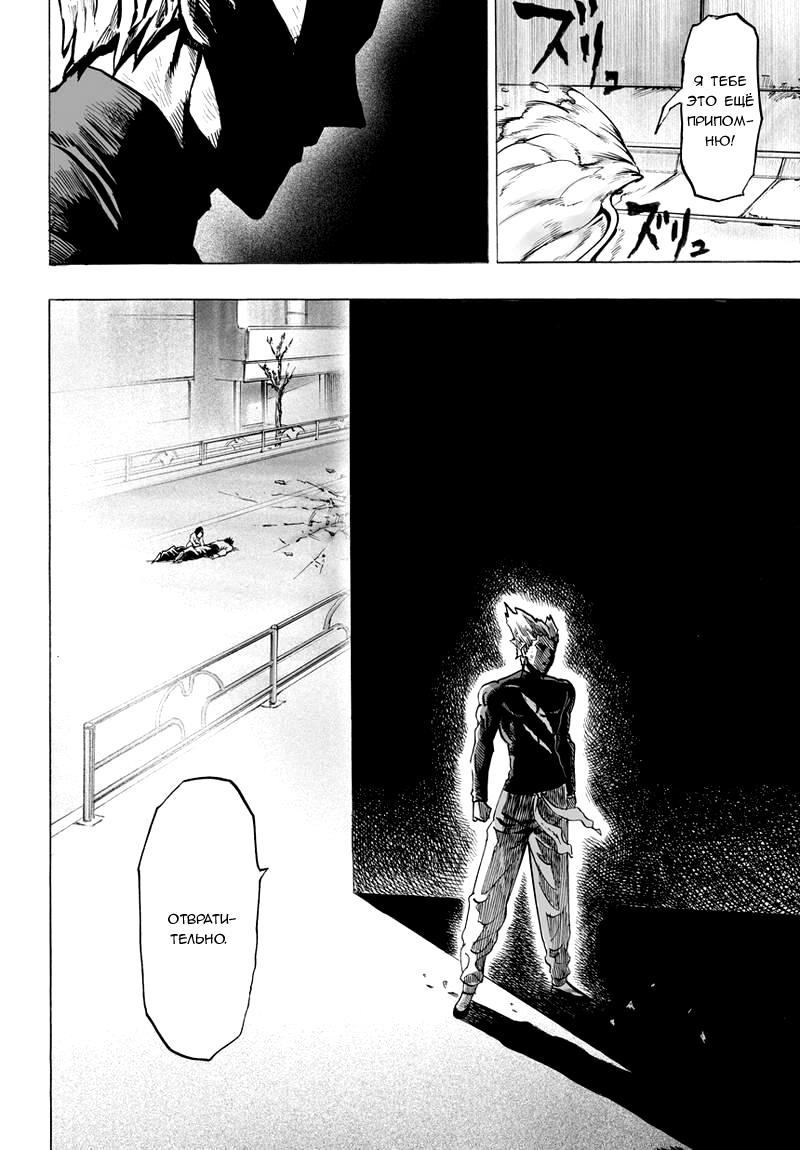 Я ТЕБЕ
ЭТО ЕЩЁ
ПРИПОМ-
НЮ!
ズリュ
ズリュ
ОТВРАТИ-
ТЕЛЬНО.